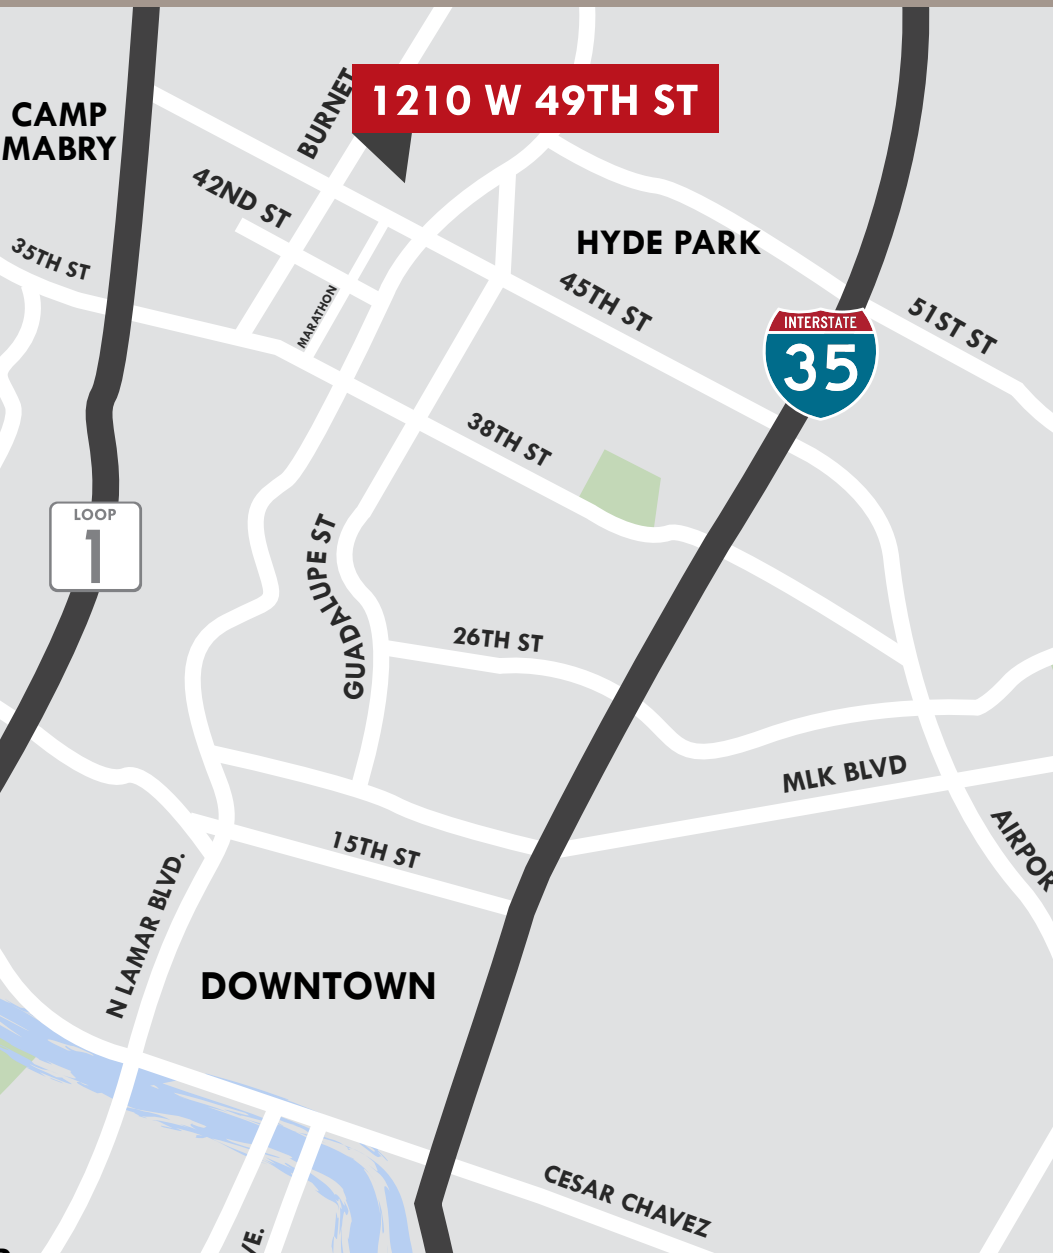 BURNET
1210 W 49TH ST
CAMP
MABRY
42ND ST
35TH ST
HYDE PARK
MARATHON
45TH ST
51ST ST
INTERSTATE
35
38TH ST
LOOP
1
GUADALUPE ST
26TH ST
MLK BLVD
AIRPOR
15TH ST
N LAMAR BLVD.
DOWNTOWN
CESAR CHAVEZ
VE.